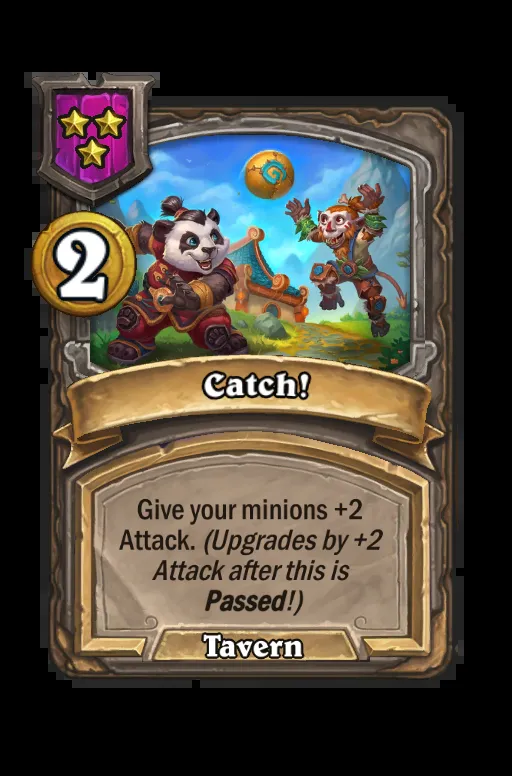 2
Catch!
Give your minions +2
Attack. (Upgrades by +2
Attack after this is
Passed!)
Tavern